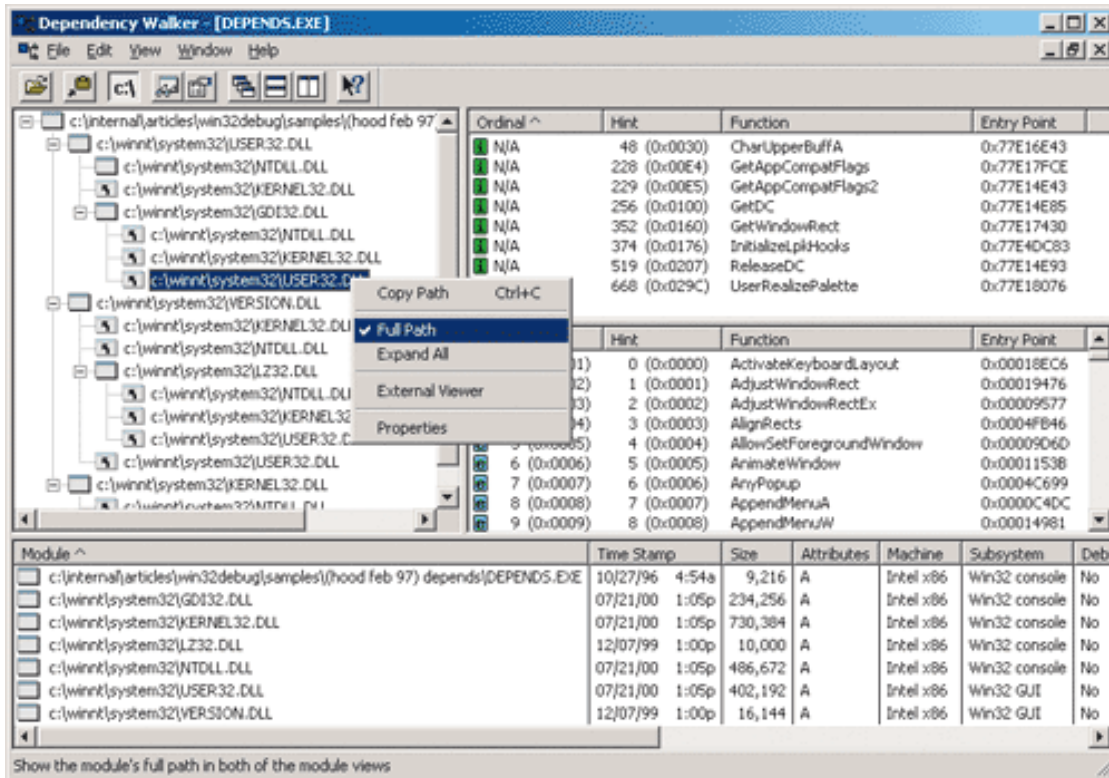 Dependency Walker - [DEPENDS.EXE]
File Edit View Window Help
c:\
c:\internal\articles\win32debug\samples\(hood feb 97)
c:\winnt\system32\USER32.DLL
c:\winnt\system32\NTDLL.DLL
c:\winnt\system32\KERNEL32.DLL
c:\winnt\system32\GDI32.DLL
c:\winnt\system32\NTDLL.DLL
c:\winnt\system32\KERNEL32.DLL
c:\winnt\system32\USER32.DLL
c:\winnt\system32\VERSION.DLL
c:\winnt\system32\KERNEL32.DLL
c:\winnt\system32\NTDLL.DLL
c:\winnt\system32\LZ32.DLL
c:\winnt\system32\NTDLL.DLL
c:\winnt\system32\KERNEL32
c:\winnt\system32\USER32.D
c:\winnt\system32\USER32.DLL
c:\winnt\system32\KERNEL32.DLL
c:\winnt\system32\NTDLL.DLL
Copy Path Ctrl+C
Full Path
Expand All
External Viewer
Properties
Ordinal ^ Hint Function Entry Point
N/A 48 (0x0030) CharUpperBuffA 0x77E16E43
N/A 228 (0x00E4) GetAppCompatFlags 0x77E17FCE
N/A 229 (0x00E5) GetAppCompatFlags2 0x77E14E43
N/A 256 (0x0100) GetDC 0x77E14E85
N/A 352 (0x0160) GetWindowRect 0x77E17430
N/A 374 (0x0176) InitializeLpkHooks 0x77E4DC83
N/A 519 (0x0207) ReleaseDC 0x77E14E93
668 (0x029C) UserRealizePalette 0x77E18076
Hint Function Entry Point
01) 0 (0x0000) ActivateKeyboardLayout 0x00018EC6
02) 1 (0x0001) AdjustWindowRect 0x00019476
03) 2 (0x0002) AdjustWindowRectEx 0x00009577
04) 3 (0x0003) AlignRects 0x0004FB46
5 (0x0005) 4 (0x0004) AllowSetForegroundWindow 0x00009D6D
6 (0x0006) 5 (0x0005) AnimateWindow 0x0001153B
7 (0x0007) 6 (0x0006) AnyPopup 0x0004C699
8 (0x0008) 7 (0x0007) AppendMenuA 0x0000C4DC
9 (0x0009) 8 (0x0008) AppendMenuW 0x00014981
Module ^ Time Stamp Size Attributes Machine Subsystem Deb
c:\internal\articles\win32debug\samples\(hood feb 97) depends\DEPENDS.EXE 10/27/96 4:54a 9,216 A Intel x86 Win32 console No
c:\winnt\system32\GDI32.DLL 07/21/00 1:05p 234,256 A Intel x86 Win32 console No
c:\winnt\system32\KERNEL32.DLL 07/21/00 1:05p 730,384 A Intel x86 Win32 console No
c:\winnt\system32\LZ32.DLL 12/07/99 1:00p 10,000 A Intel x86 Win32 console No
c:\winnt\system32\NTDLL.DLL 07/21/00 1:05p 486,672 A Intel x86 Win32 console No
c:\winnt\system32\USER32.DLL 07/21/00 1:05p 402,192 A Intel x86 Win32 GUI No
c:\winnt\system32\VERSION.DLL 12/07/99 1:00p 16,144 A Intel x86 Win32 GUI No
Show the module's full path in both of the module views